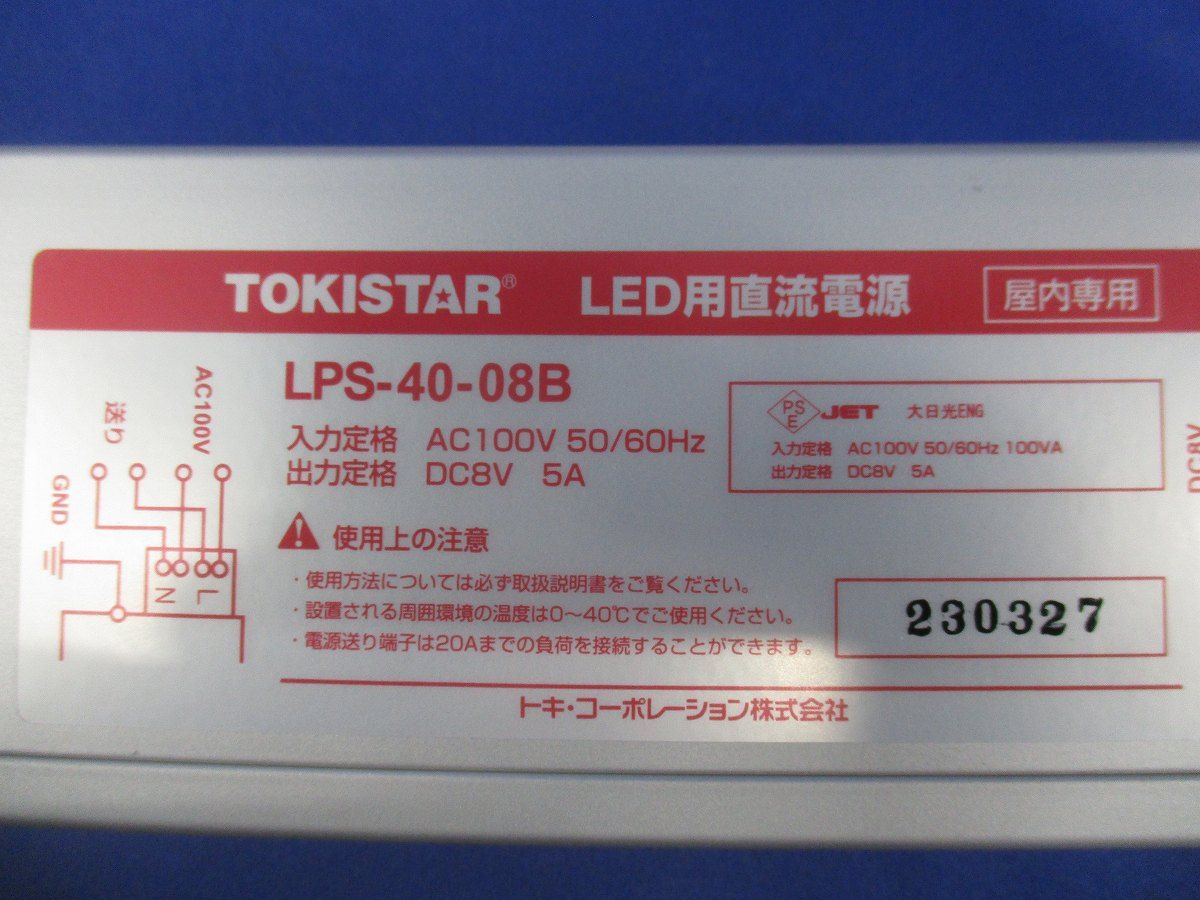 TOKISTAR® LED用直流電源 屋内専用
LPS-40-08B
入力定格 AC100V 50/60Hz
出力定格 DC8V 5A
PS
E
JET 大日光ENG
入力定格 AC100V 50/60Hz 100VA
出力定格 DC8V 5A
使用上の注意
・使用方法については必ず取扱説明書をご覧ください。
・設置される周囲環境の温度は0〜40℃でご使用ください。
・電源送り端子は20Aまでの負荷を接続することができます。
230327
トキ・コーポレーション株式会社
AC100V
送り
GND
N
L
DC8V